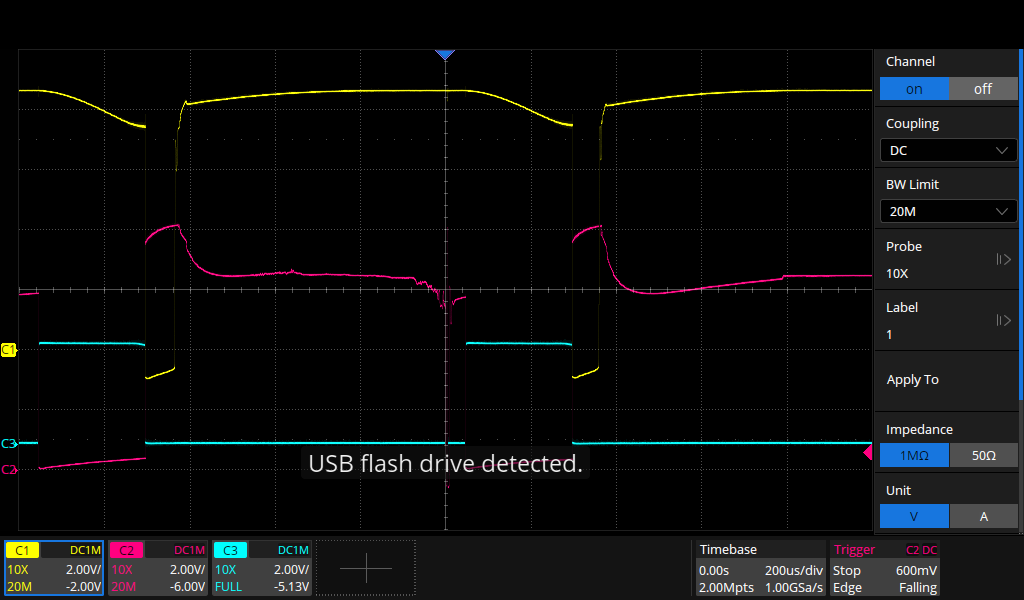 Channel
on off
Coupling
DC
BW Limit
20M
Probe
10X
Label
1
Apply To
Impedance
1MΩ 50Ω
Unit
V A
C1
C3
C2
USB flash drive detected.
C1 DC1M
10X 2.00V/
20M -2.00V
C2 DC1M
10X 2.00V/
20M -6.00V
C3 DC1M
10X 2.00V/
FULL -5.13V
Timebase
0.00s 200us/div
2.00Mpts 1.00GSa/s
Trigger C2 DC
Stop 600mV
Edge Falling